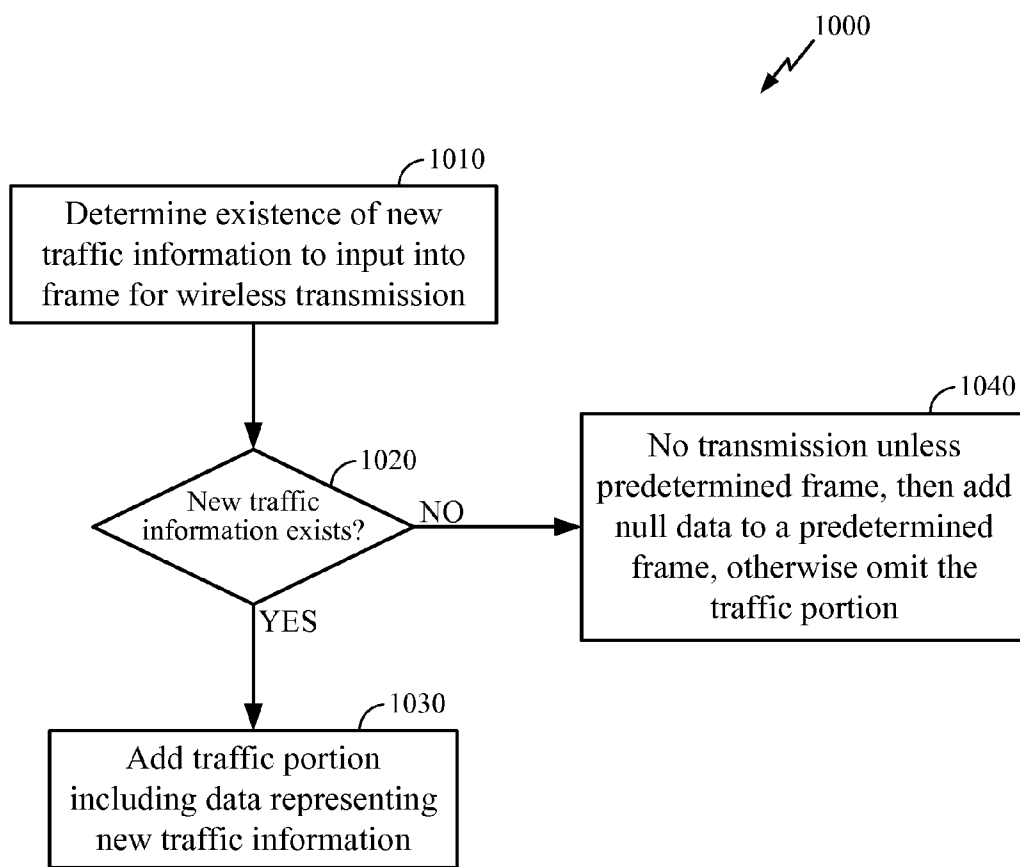 1000
1010
Determine existence of new
traffic information to input into
frame for wireless transmission
1020
New traffic
information exists?
NO
1040
No transmission unless
predetermined frame, then add
null data to a predetermined
frame, otherwise omit the
traffic portion
YES
1030
Add traffic portion
including data representing
new traffic information